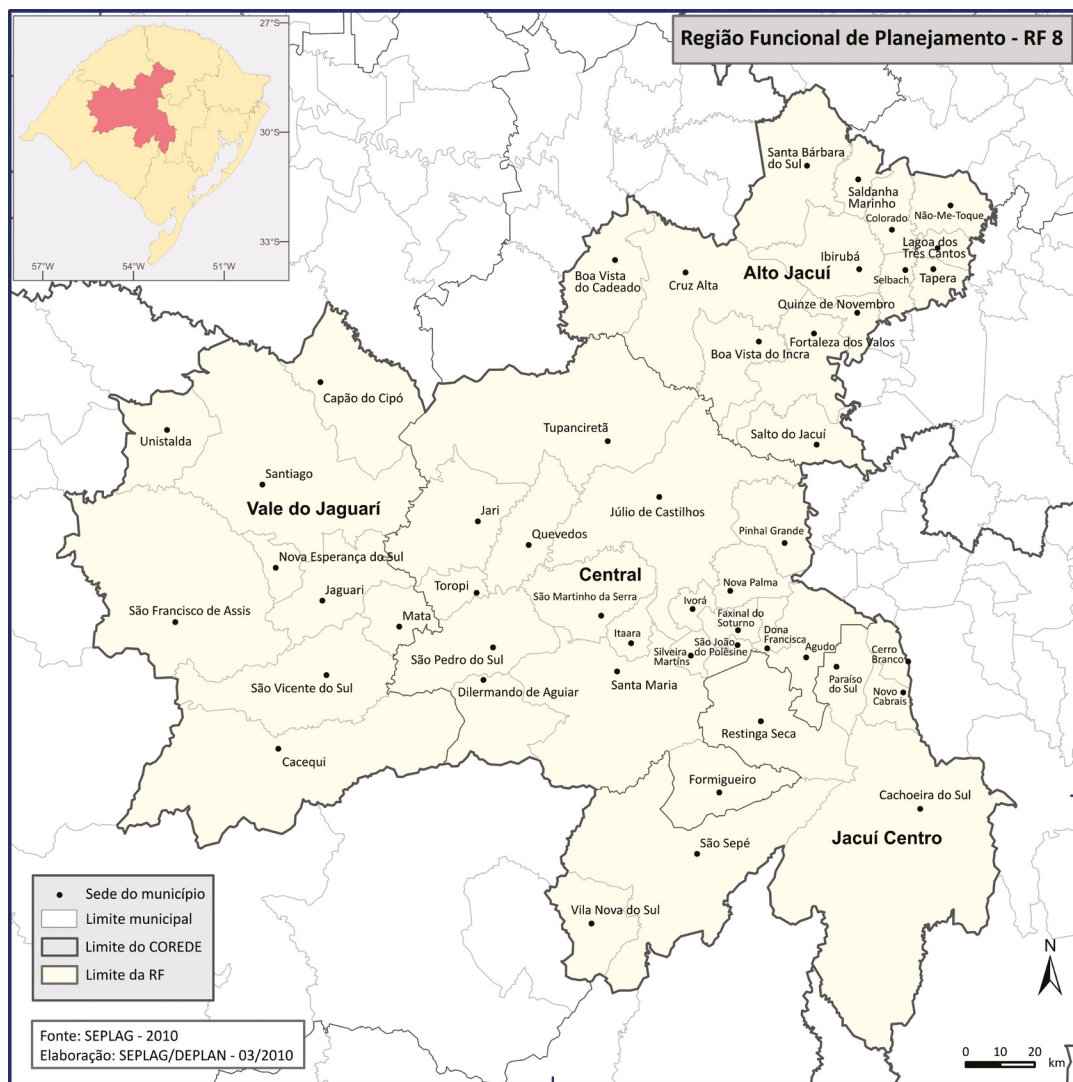 Região Funcional de Planejamento - RF 8
27°S
30°S
33°S
57°W
54°W
51°W
Santa Bárbara
do Sul
Saldanha
Marinho
Não-Me-Toque
Colorado
Lagoa dos
Três Cantos
Boa Vista
do Cadeado
Cruz Alta
Alto Jacuí
Ibirubá
Selbach
Tapera
Quinze de Novembro
Fortaleza dos Valos
Boa Vista do Incra
Salto do Jacuí
Capão do Cipó
Unistalda
Santiago
Vale do Jaguarí
Nova Esperança do Sul
Jaguari
São Francisco de Assis
Mata
São Vicente do Sul
Cacequi
Tupanciretã
Júlio de Castilhos
Jari
Quevedos
Pinhal Grande
Central
Toropi
São Martinho da Serra
Nova Palma
Ivorá
Faxinal do
Soturno
Itaara
Silveira
Martins
São João
do Polêsine
Dona
Francisca
Agudo
São Pedro do Sul
Dilermando de Aguiar
Santa Maria
Paraíso
do Sul
Cerro
Branco
Novo
Cabrais
Restinga Seca
Formigueiro
Cachoeira do Sul
Jacuí Centro
São Sepé
Vila Nova do Sul
Sede do município
Limite municipal
Limite do COREDE
Limite da RF
Fonte: SEPLAG - 2010
Elaboração: SEPLAG/DEPLAN - 03/2010
N
0 10 20
km